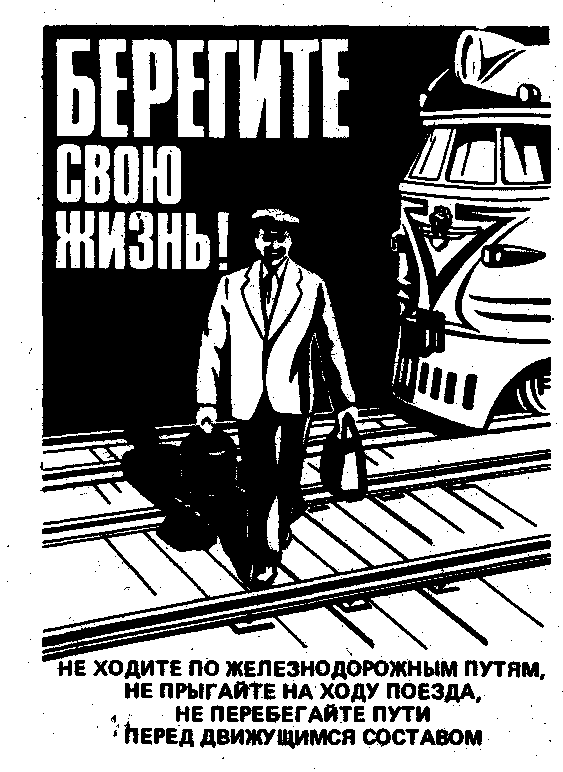 БЕРЕГИТЕ
СВОЮ
ЖИЗНЬ!
НЕ ХОДИТЕ ПО ЖЕЛЕЗНОДОРОЖНЫМ ПУТЯМ,
НЕ ПРЫГАЙТЕ НА ХОДУ ПОЕЗДА,
НЕ ПЕРЕБЕГАЙТЕ ПУТИ
ПЕРЕД ДВИЖУЩИМСЯ СОСТАВОМ